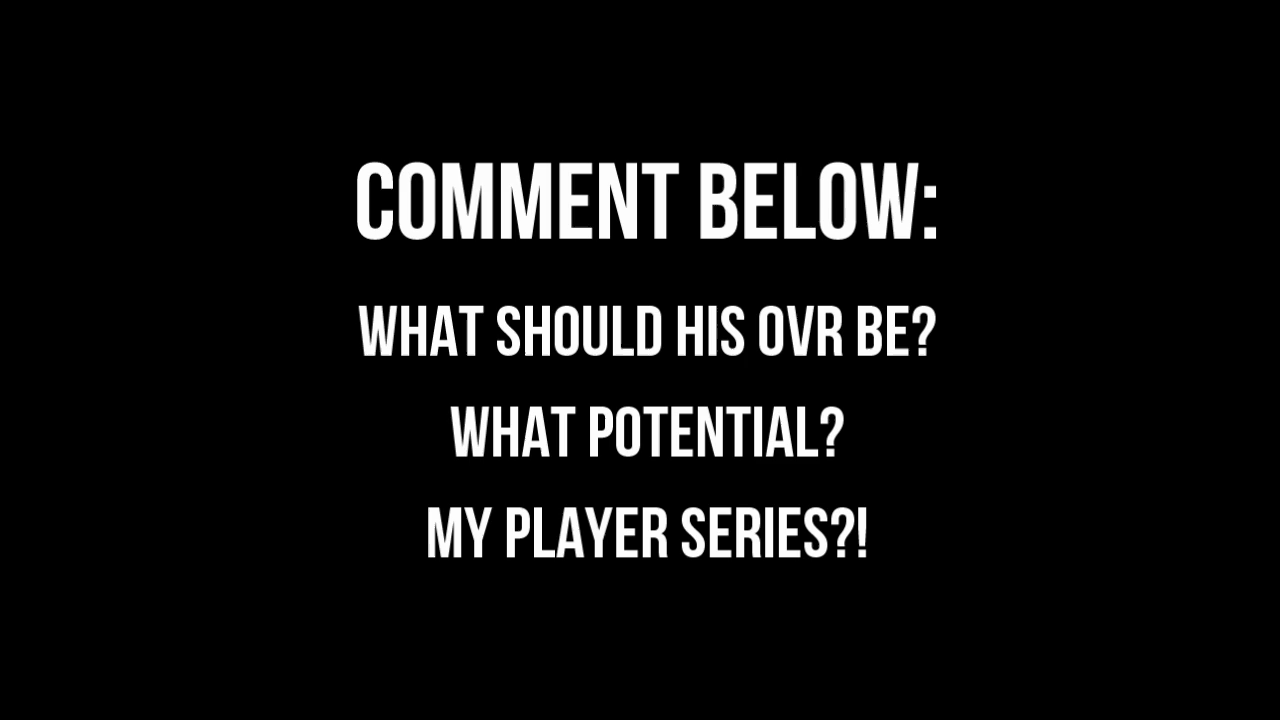 COMMENT BELOW:
WHAT SHOULD HIS OVR BE?
WHAT POTENTIAL?
MY PLAYER SERIES?!